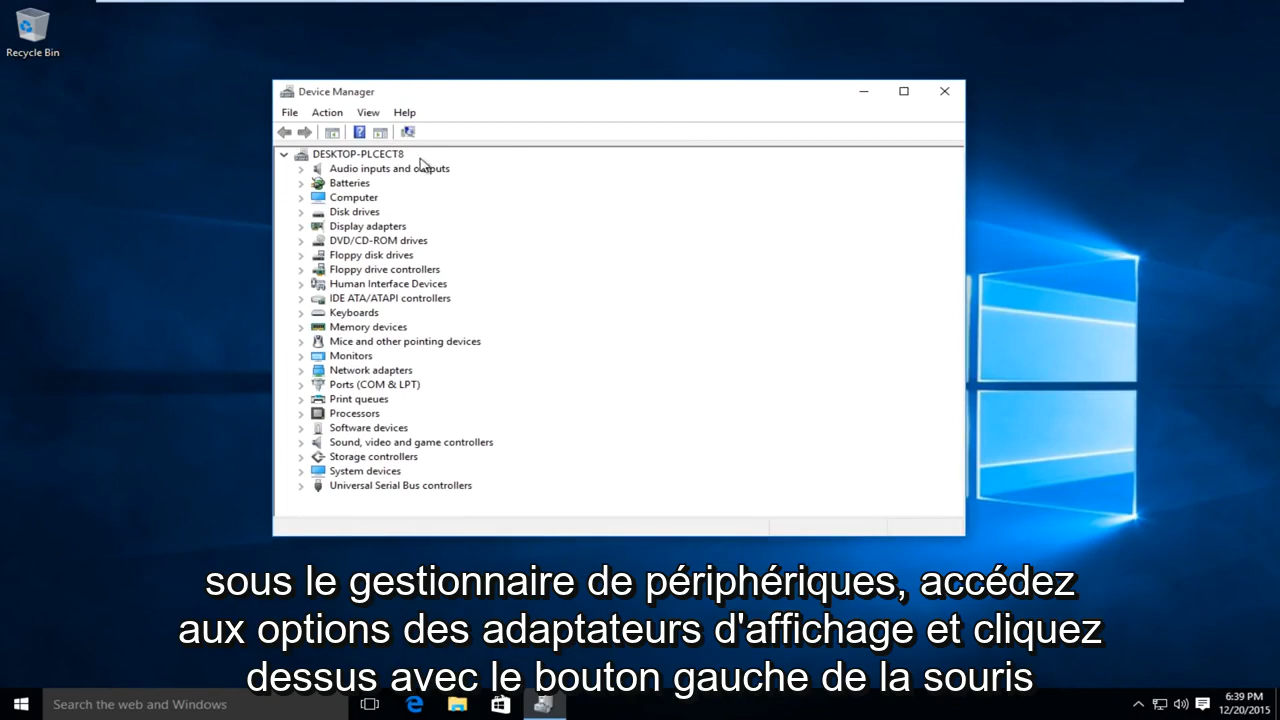 Recycle Bin
Device Manager
File Action View Help
DESKTOP-PLCECT8
Audio inputs and outputs
Batteries
Computer
Disk drives
Display adapters
DVD/CD-ROM drives
Floppy disk drives
Floppy drive controllers
Human Interface Devices
IDE ATA/ATAPI controllers
Keyboards
Memory devices
Mice and other pointing devices
Monitors
Network adapters
Ports (COM & LPT)
Print queues
Processors
Software devices
Sound, video and game controllers
Storage controllers
System devices
Universal Serial Bus controllers
sous le gestionnaire de périphériques, accédez
aux options des adaptateurs d'affichage et cliquez
dessus avec le bouton gauche de la souris
Search the web and Windows
6:39 PM
12/20/2015